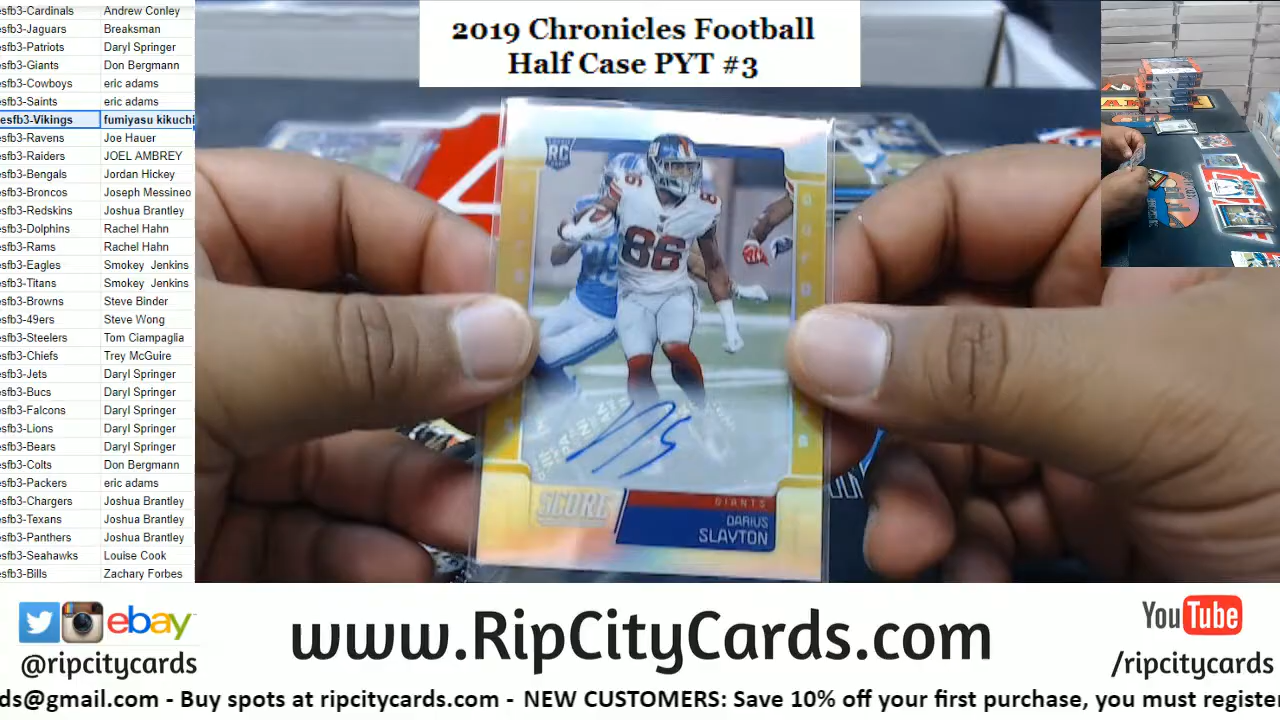 esfb3-Cardinals Andrew Conley
esfb3-Jaguars Breaksman
esfb3-Patriots Daryl Springer
esfb3-Giants Don Bergmann
esfb3-Cowboys eric adams
esfb3-Saints eric adams
esfb3-Vikings fumiyasu kikuchi
esfb3-Ravens Joe Hauer
esfb3-Raiders JOEL AMBREY
esfb3-Bengals Jordan Hickey
esfb3-Broncos Joseph Messineo
esfb3-Redskins Joshua Brantley
esfb3-Dolphins Rachel Hahn
esfb3-Rams Rachel Hahn
esfb3-Eagles Smokey Jenkins
esfb3-Titans Smokey Jenkins
esfb3-Browns Steve Binder
esfb3-49ers Steve Wong
esfb3-Steelers Tom Ciampaglia
esfb3-Chiefs Trey McGuire
esfb3-Jets Daryl Springer
esfb3-Bucs Daryl Springer
esfb3-Falcons Daryl Springer
esfb3-Lions Daryl Springer
esfb3-Bears Daryl Springer
esfb3-Colts Don Bergmann
esfb3-Packers eric adams
esfb3-Chargers Joshua Brantley
esfb3-Texans Joshua Brantley
esfb3-Panthers Joshua Brantley
esfb3-Seahawks Louise Cook
esfb3-Bills Zachary Forbes
2019 Chronicles Football
Half Case PYT #3
RC
86
86
SCORE
GIANTS
DARIUS
SLAYTON
ebay
@ripcitycards
www.RipCityCards.com
YouTube
/ripcitycards
ds@gmail.com - Buy spots at ripcitycards.com - NEW CUSTOMERS: Save 10% off your first purchase, you must register